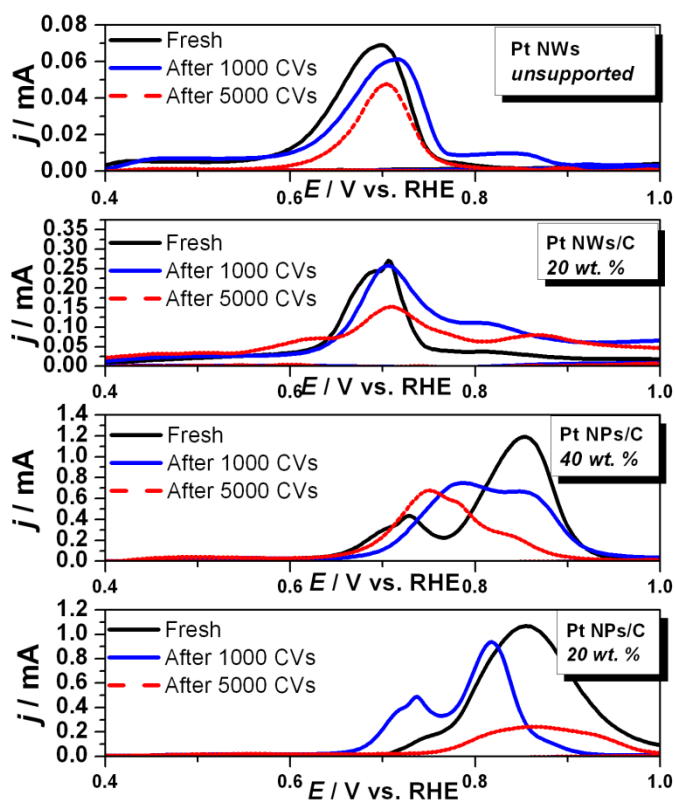 0.08
0.06
0.04
0.02
0.00
j / mA
Fresh
After 1000 CVs
After 5000 CVs
Pt NWs
unsupported
0.4 0.6 0.8 1.0
E / V vs. RHE
0.35
0.30
0.25
0.20
0.15
0.10
0.05
0.00
j / mA
Fresh
After 1000 CVs
After 5000 CVs
Pt NWs/C
20 wt. %
0.4 0.6 0.8 1.0
E / V vs. RHE
1.4
1.2
1.0
0.8
0.6
0.4
0.2
0.0
j / mA
Fresh
After 1000 CVs
After 5000 CVs
Pt NPs/C
40 wt. %
0.4 0.6 0.8 1.0
E / V vs. RHE
1.2
1.0
0.8
0.6
0.4
0.2
0.0
j / mA
Fresh
After 1000 CVs
After 5000 CVs
Pt NPs/C
20 wt. %
0.4 0.6 0.8 1.0
E / V vs. RHE